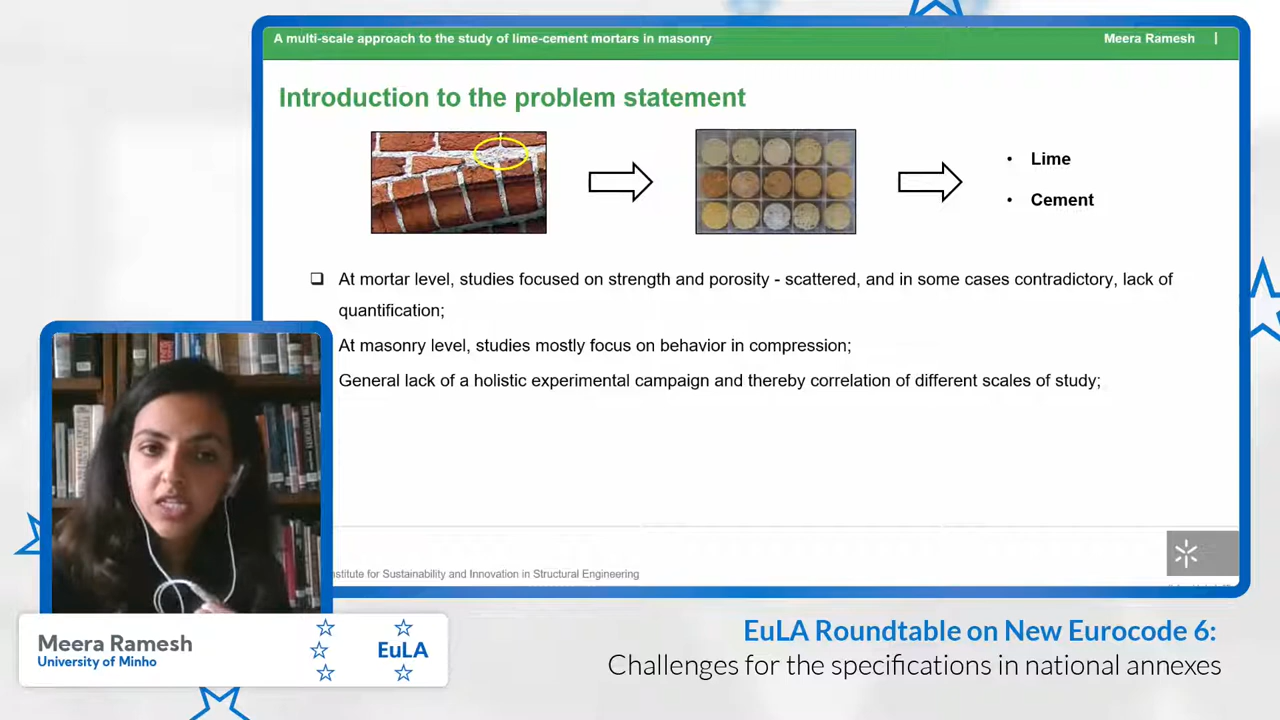 A multi-scale approach to the study of lime-cement mortars in masonry
Meera Ramesh
Introduction to the problem statement
• Lime
• Cement
At mortar level, studies focused on strength and porosity - scattered, and in some cases contradictory, lack of
quantification;
At masonry level, studies mostly focus on behavior in compression;
General lack of a holistic experimental campaign and thereby correlation of different scales of study;
for Sustainability and Innovation in Structural Engineering
Meera Ramesh
University of Minho
EuLA
EuLA Roundtable on New Eurocode 6:
Challenges for the specifications in national annexes